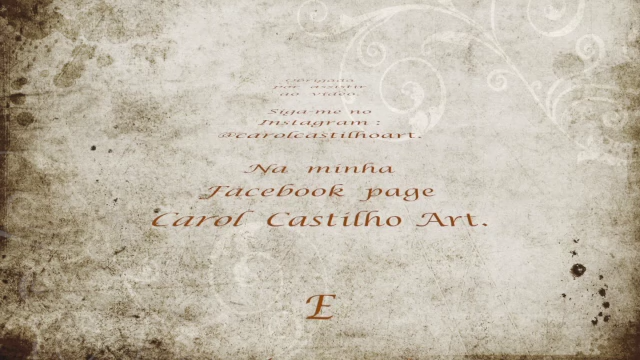 Obrigada
por assistir
ao vídeo.
Siga-me no
Instagram :
@carolcastilhoart.
Na minha
Facebook page
Carol Castilho Art.
E